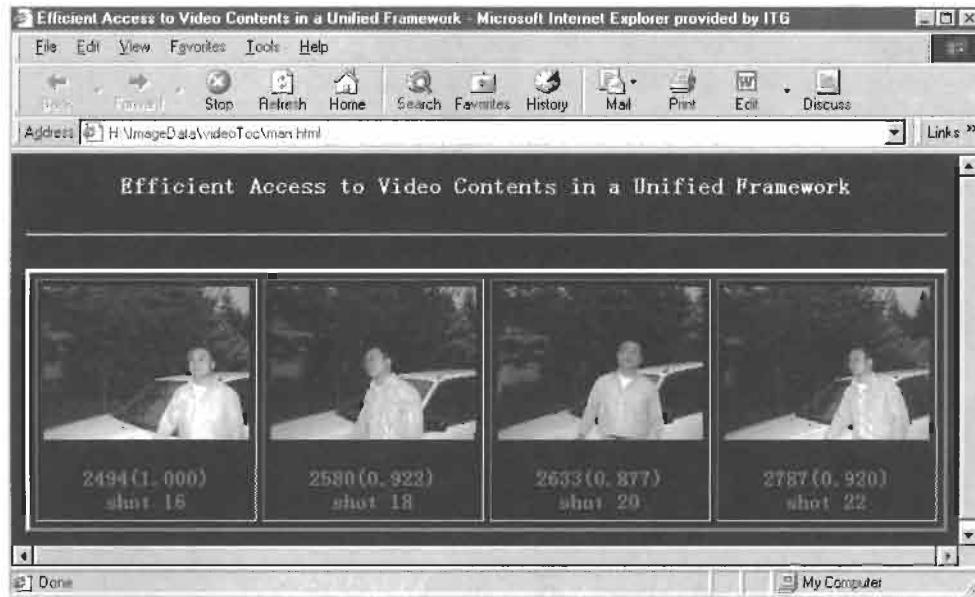 Efficient Access to Video Contents in a Unified Framework - Microsoft Internet Explorer provided by ITG
File Edit View Favorites Tools Help
Back Forward Stop Refresh Home Search Favorites History Mail Print Edit Discuss
Address H:\ImageData\videoToc\man.html Links »
Efficient Access to Video Contents in a Unified Framework
2494(1.000) 2580(0.922) 2633(0.877) 2787(0.920)
shot 16 shot 18 shot 20 shot 22
Done My Computer